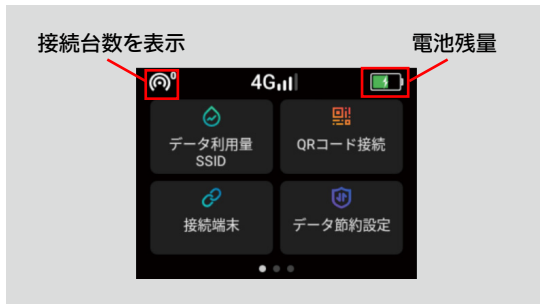 接続台数を表示
電池残量
0
4G
データ利用量
SSID
QRコード接続
接続端末
データ節約設定